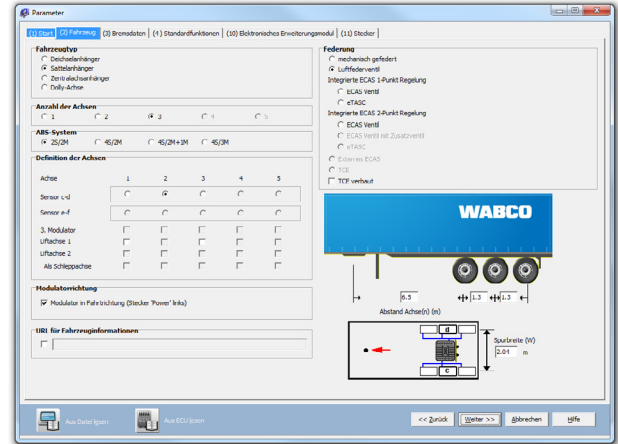 Parameter
(1) Start (2) Fahrzeug (3) Bremsdaten (4) Standardfunktionen (10) Elektronisches Erweiterungsmodul (11) Stecker
Fahrzeugtyp
Deichselanhänger
Sattelanhänger
Zentralachsanhänger
Dolly-Achse
Anzahl der Achsen
1 2 3 4 5
ABS-System
2S/2M 4S/2M 4S/2M+1M 4S/3M
Definition der Achsen
Achse 1 2 3 4 5
Sensor c-d
Sensor e-f
3. Modulator
Liftachse 1
Liftachse 2
Als Schleppachse
Modulatorrichtung
Modulator in Fahrtrichtung (Stecker 'Power' links)
URL für Fahrzeuginformationen
Federung
mechanisch gefedert
Luftfederventil
Integrierte ECAS 1-Punkt Regelung
ECAS Ventil
eTASC
Integrierte ECAS 2-Punkt Regelung
ECAS Ventil
ECAS Ventil mit Zusatzventil
eTASC
Externes ECAS
TCE
TCE verbaut
WABCO
6.5 1.3 1.3
Abstand Achse(n) (m)
d
c
Spurbreite (W)
2.04 m
Aus Datei lesen Aus ECU lesen << Zurück Weiter >> Abbrechen Hilfe